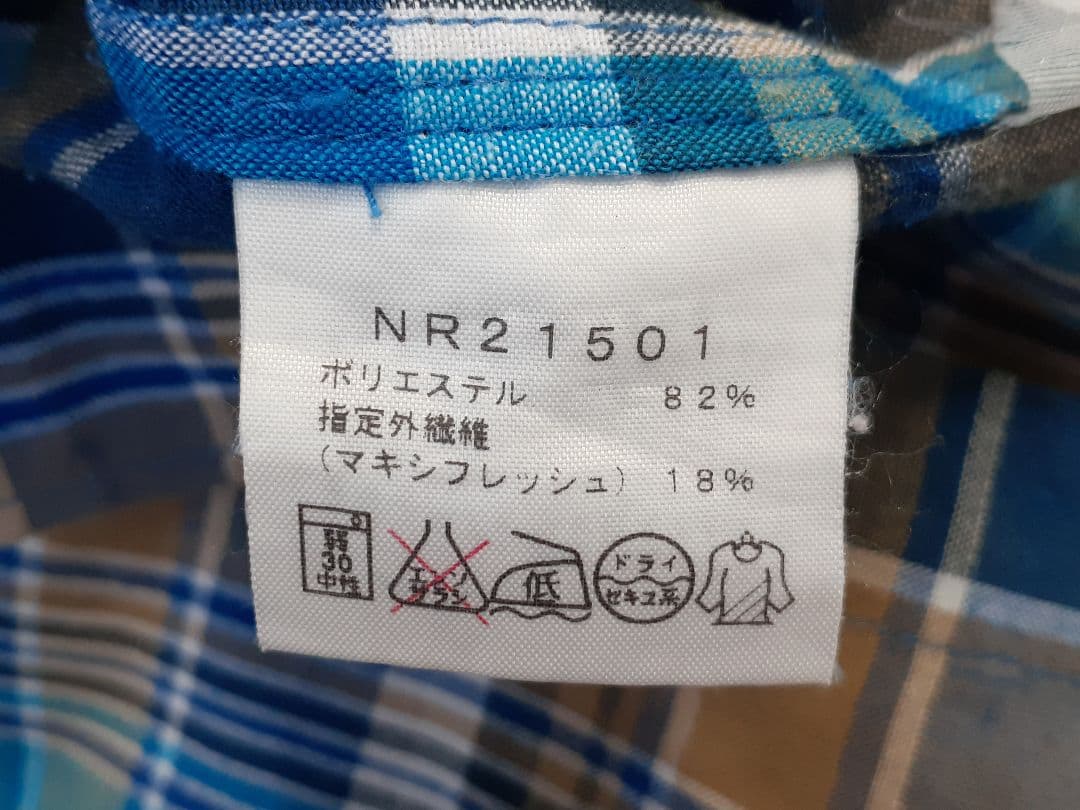 NR21501
ポリエステル 82%
指定外繊維
(マキシフレッシュ) 18%
弱
30
中性
エンソ
サラシ
低
ドライ
セキユ系